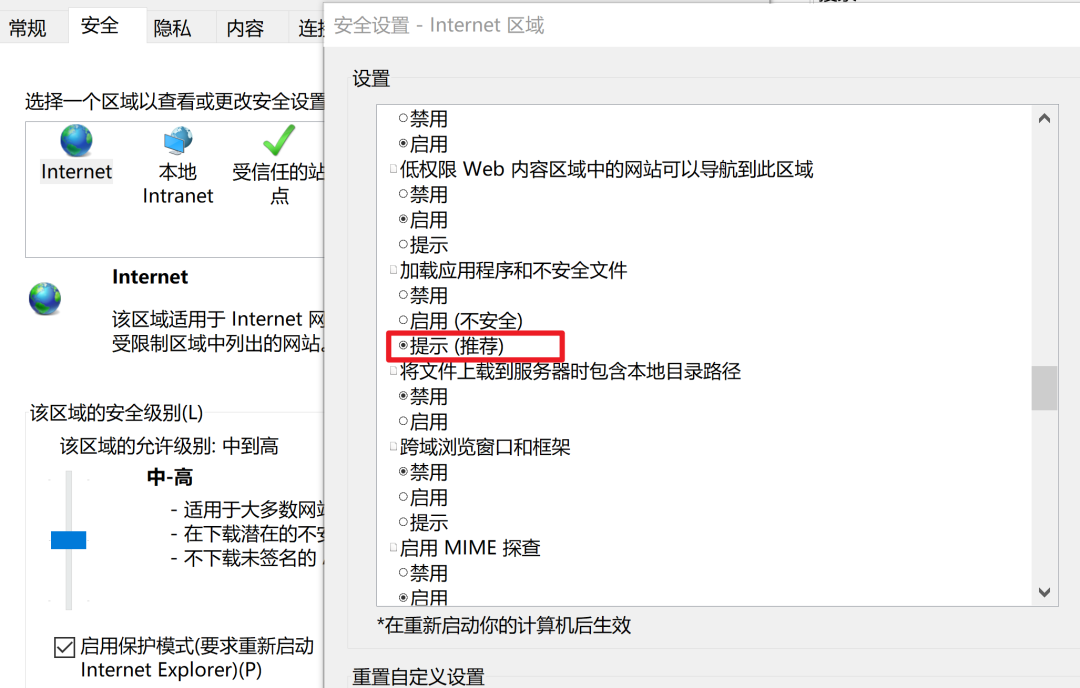 常规
安全
隐私
内容
选择一个区域以查看或更改安全设置
Internet
本地
Intranet
受信任的站
点
Internet
该区域适用于 Internet 网
受限制区域中列出的网站。
该区域的安全级别(L)
该区域的允许级别: 中到高
中-高
- 适用于大多数网站
- 在下载潜在的不安
- 不下载未签名的
启用保护模式(要求重新启动
Internet Explorer)(P)
安全设置 - Internet 区域
设置
禁用
启用
低权限 Web 内容区域中的网站可以导航到此区域
禁用
启用
提示
加载应用程序和不安全文件
禁用
启用 (不安全)
提示 (推荐)
将文件上载到服务器时包含本地目录路径
禁用
启用
跨域浏览窗口和框架
禁用
启用
提示
启用 MIME 探查
禁用
启用
*在重新启动你的计算机后生效
重置自定义设置